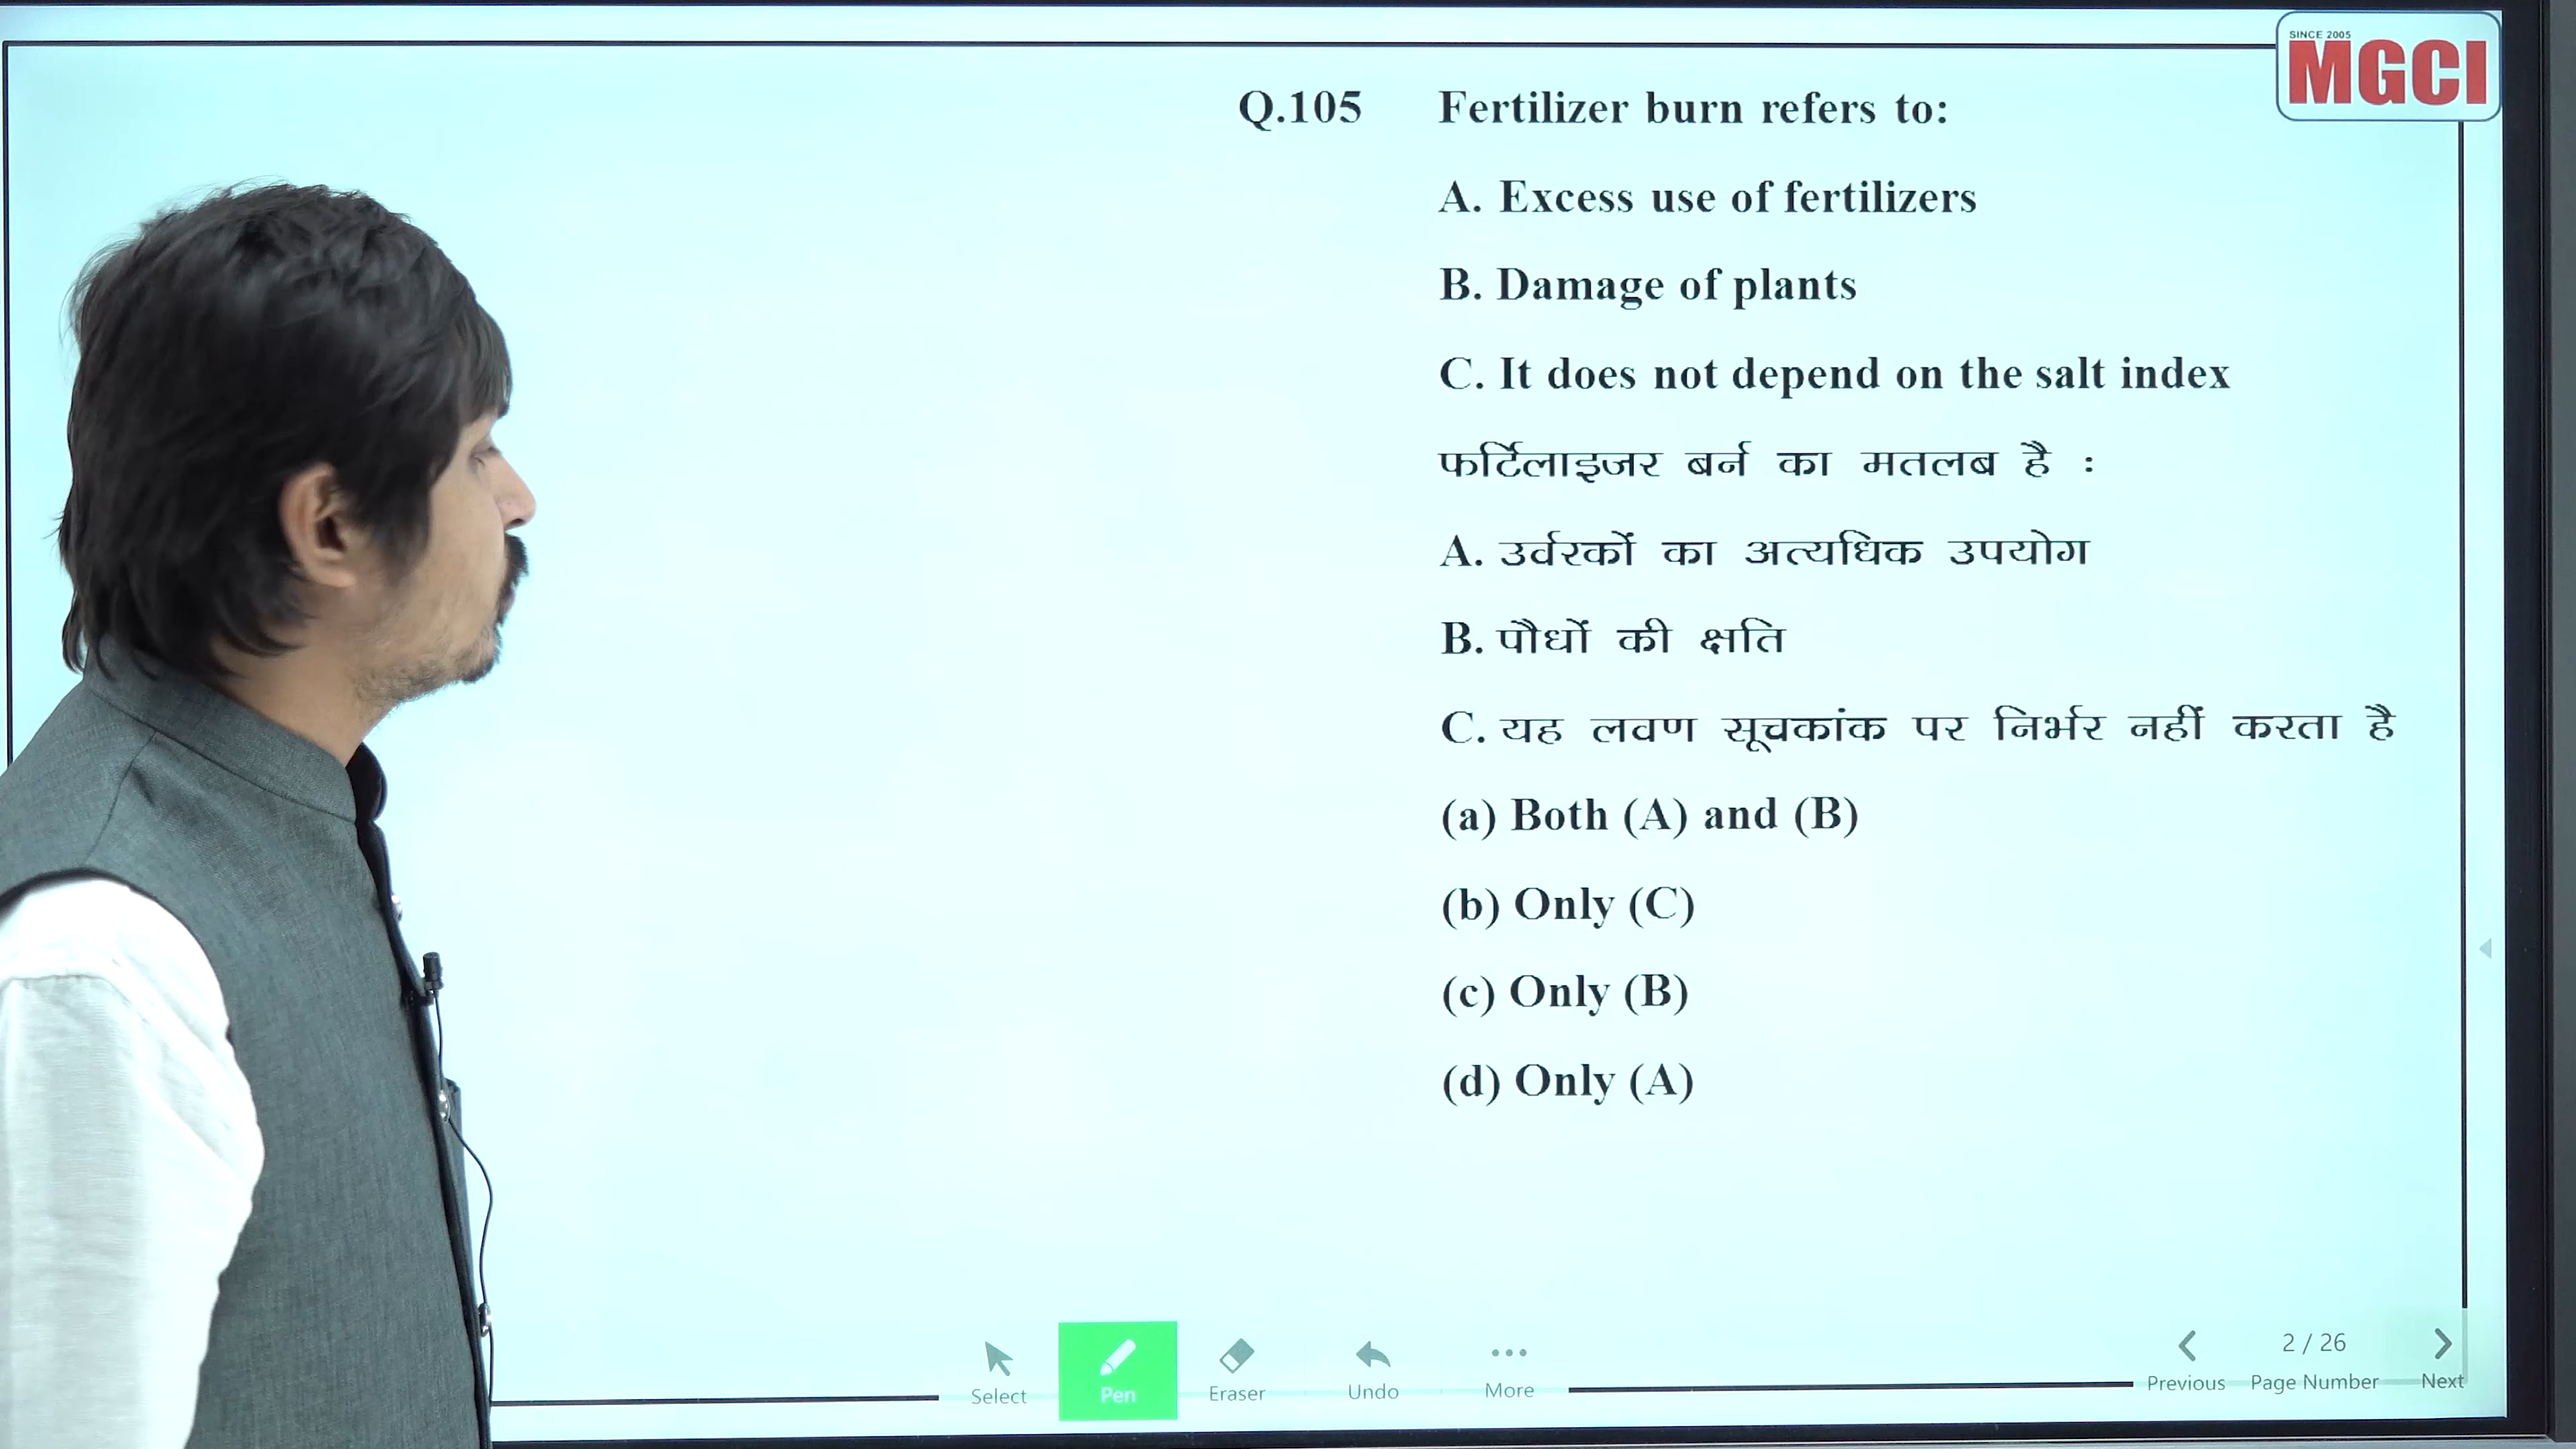 SINCE 2005
MGCI
Q.105 Fertilizer burn refers to:
A. Excess use of fertilizers
B. Damage of plants
C. It does not depend on the salt index
फर्टिलाइजर बर्न का मतलब है :
A. उर्वरकों का अत्यधिक उपयोग
B. पौधों की क्षति
C. यह लवण सूचकांक पर निर्भर नहीं करता है
(a) Both (A) and (B)
(b) Only (C)
(c) Only (B)
(d) Only (A)
Select Pen Eraser Undo More
2 / 26
Previous Page Number Next